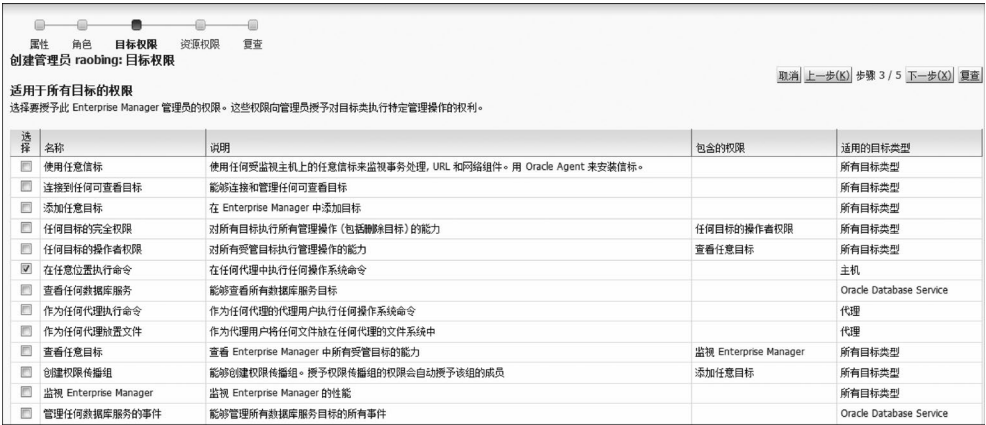 属性 角色 目标权限 资源权限 复查
创建管理员 raobing: 目标权限
取消 上一步(K) 步骤 3 / 5 下一步(X) 复查
适用于所有目标的权限
选择要授予此 Enterprise Manager 管理员的权限。这些权限向管理员授予对目标类执行特定管理操作的权利。
选择 名称 说明 包含的权限 适用的目标类型
使用任意信标 使用任何受监视主机上的任意信标来监视事务处理, URL 和网络组件。用 Oracle Agent 来安装信标。 所有目标类型
连接到任何可查看目标 能够连接和管理任何可查看目标 所有目标类型
添加任意目标 在 Enterprise Manager 中添加目标 所有目标类型
任何目标的完全权限 对所有目标执行所有管理操作 (包括删除目标) 的能力 任何目标的操作者权限 所有目标类型
任何目标的操作者权限 对所有受管目标执行管理操作的能力 查看任意目标 所有目标类型
在任意位置执行命令 在任何代理中执行任何操作系统命令 主机
查看任何数据库服务 能够查看所有数据库服务目标 Oracle Database Service
作为任何代理执行命令 作为任何代理的代理用户执行任何操作系统命令 代理
作为任何代理放置文件 作为代理用户将任何文件放在任何代理的文件系统中 代理
查看任意目标 查看 Enterprise Manager 中所有受管目标的能力 监视 Enterprise Manager 所有目标类型
创建权限传播组 能够创建权限传播组。授予权限传播组的权限会自动授予该组的成员 添加任意目标 所有目标类型
监视 Enterprise Manager 监视 Enterprise Manager 的性能 所有目标类型
管理任何数据库服务的事件 能够管理所有数据库服务目标的所有事件 Oracle Database Service